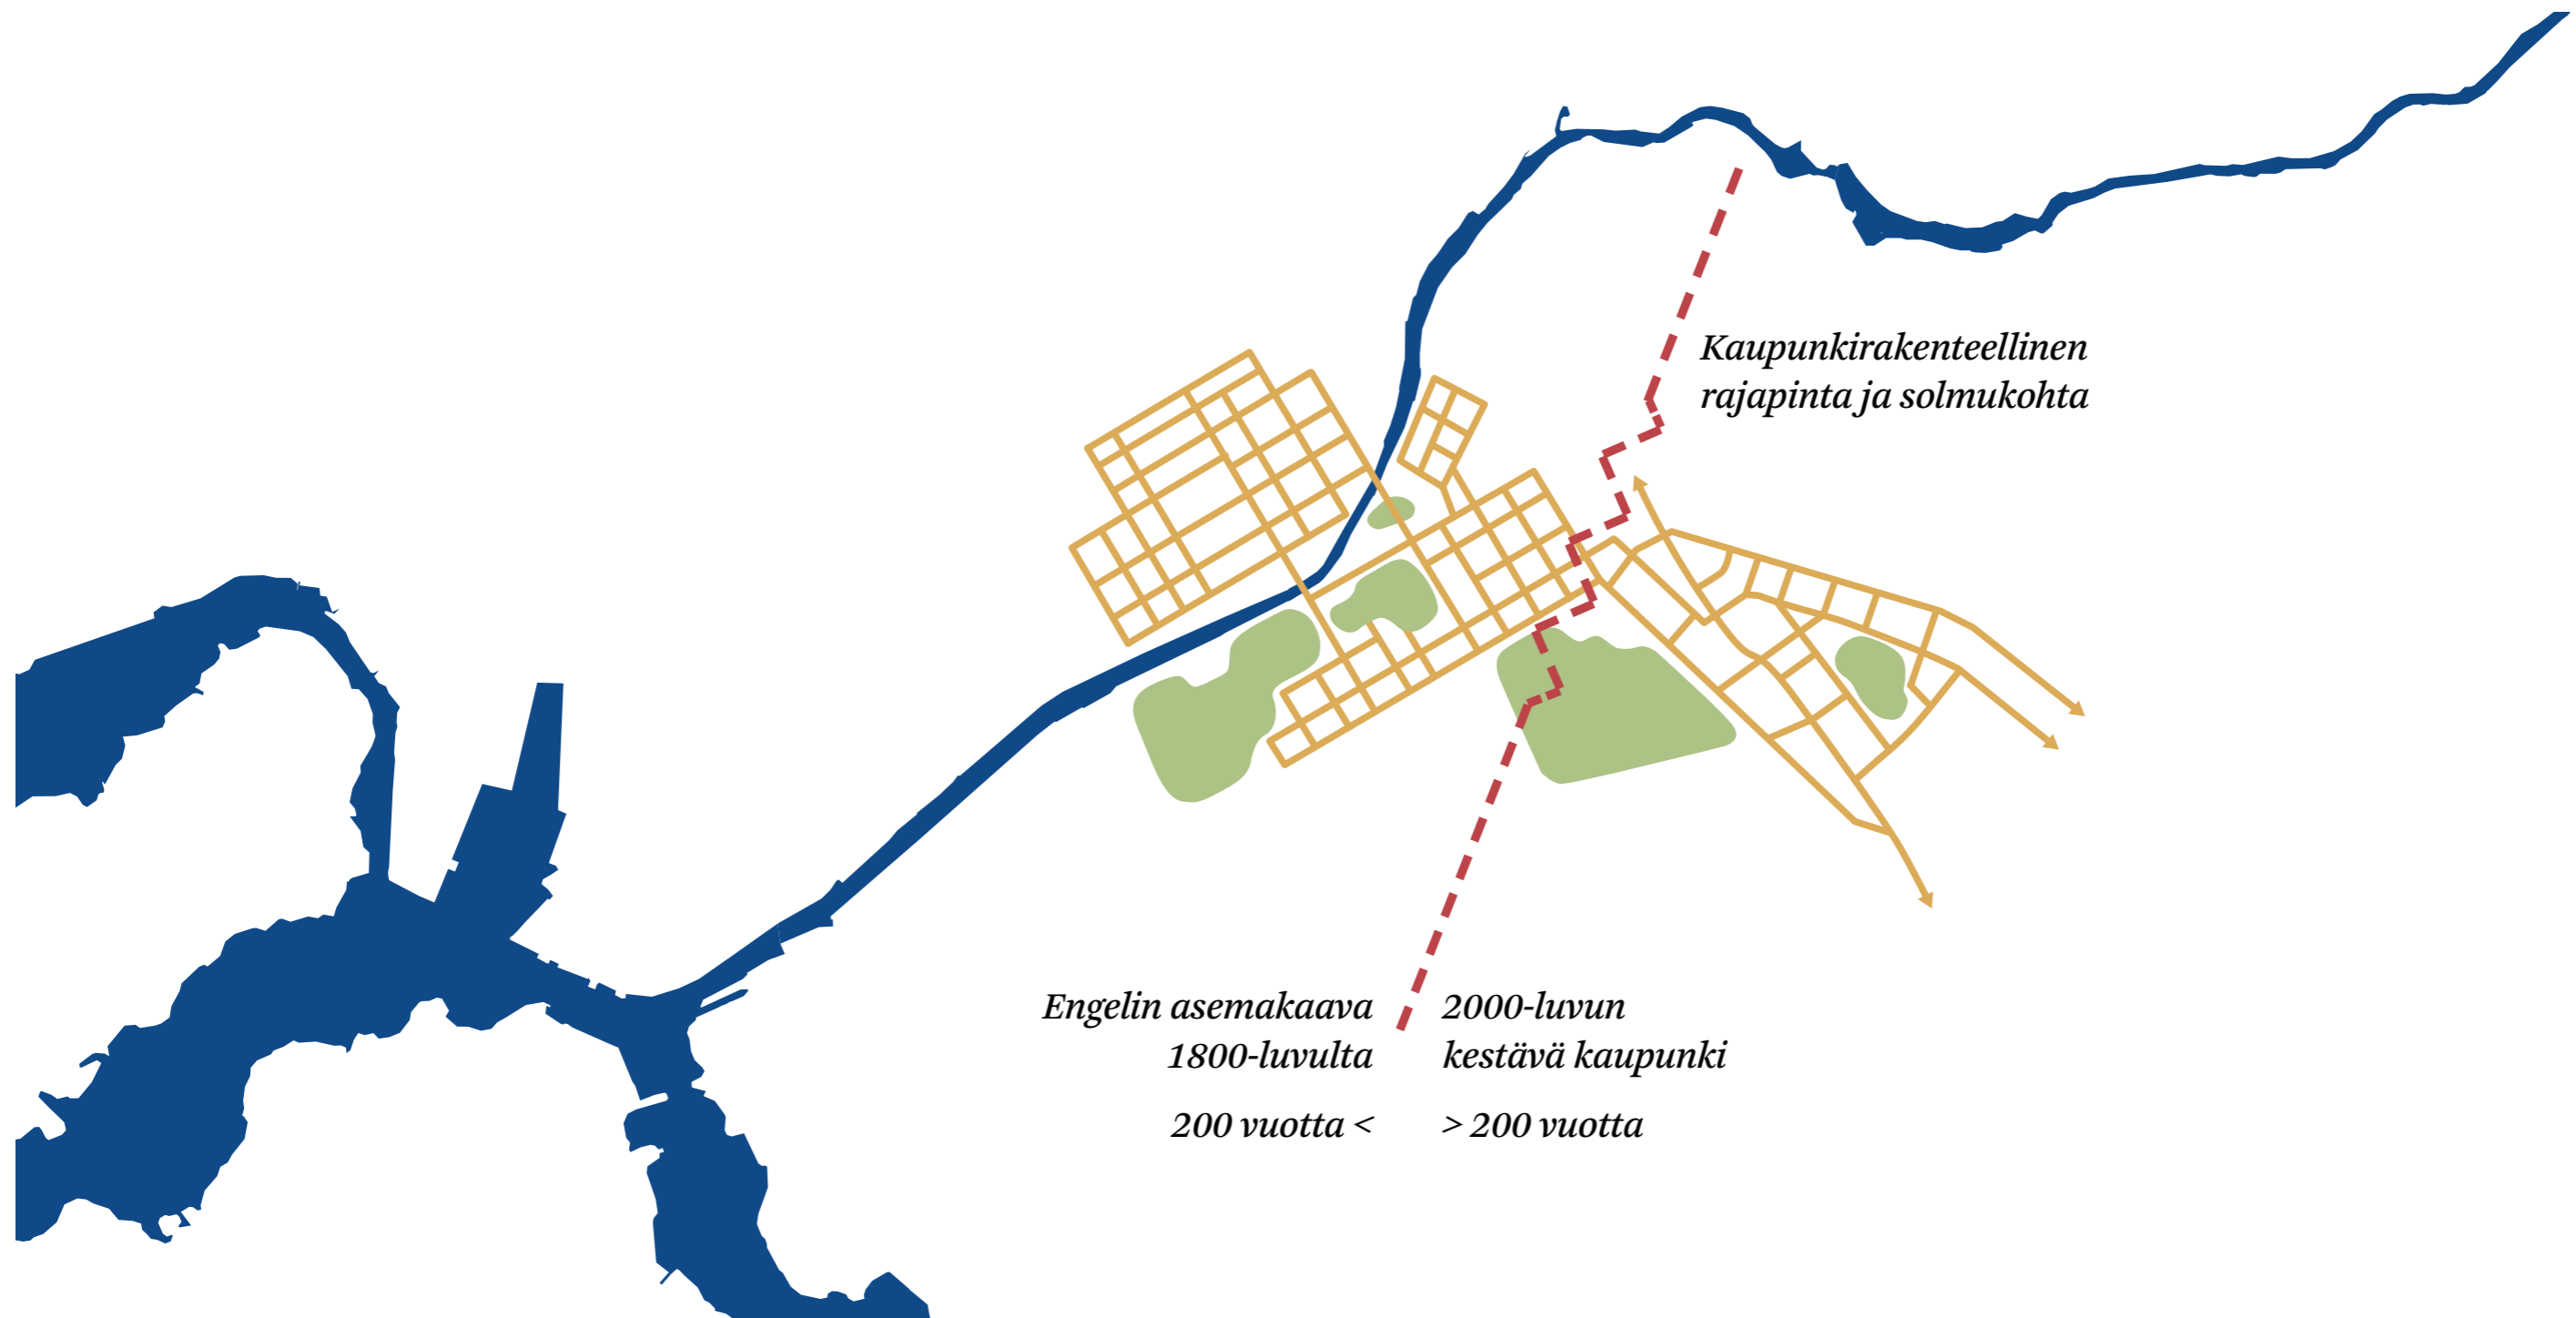 Kaupunkirakenteellinen
rajapinta ja solmukohta
Engelin asemakaava
1800-luvulta
200 vuotta <
2000-luvun
kestävä kaupunki
> 200 vuotta